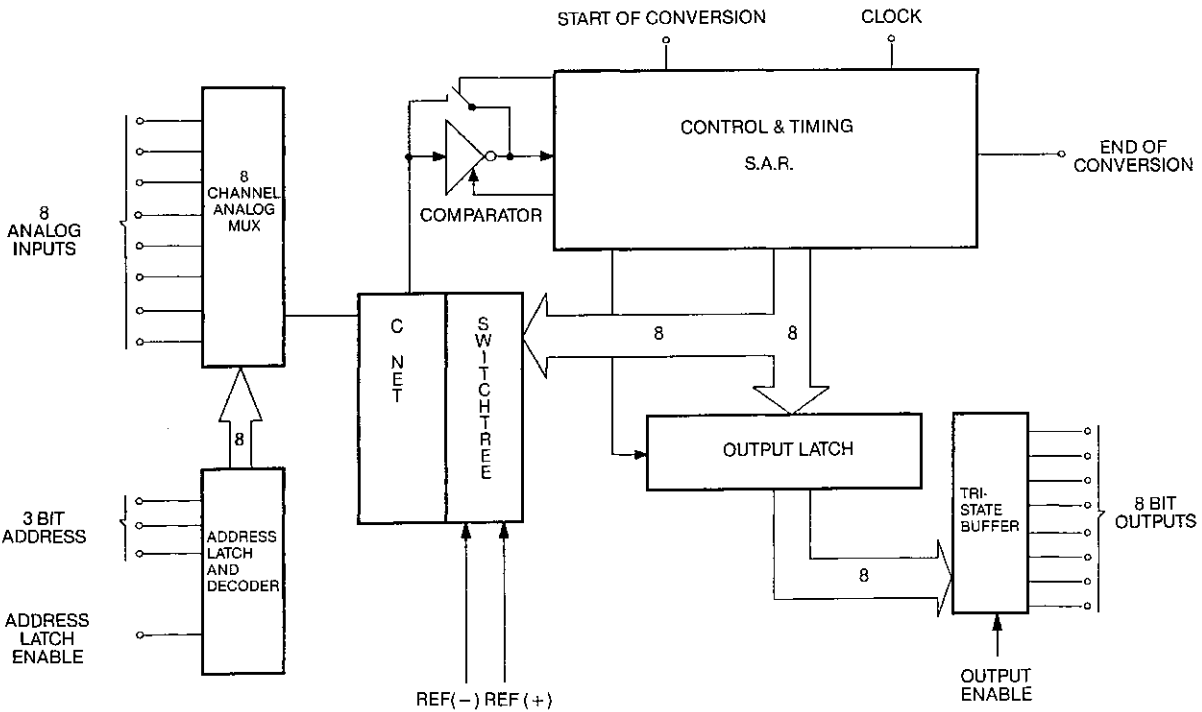 START OF CONVERSION
CLOCK
8
CHANNEL
ANALOG
MUX
CONTROL & TIMING
S.A.R.
END OF
CONVERSION
8
ANALOG
INPUTS
COMPARATOR
C NET
SWITCHTREE
8
8
8
OUTPUT LATCH
3 BIT
ADDRESS
ADDRESS
LATCH
AND
DECODER
TRI-
STATE
BUFFER
8 BIT
OUTPUTS
8
ADDRESS
LATCH
ENABLE
REF(−) REF (+)
OUTPUT
ENABLE